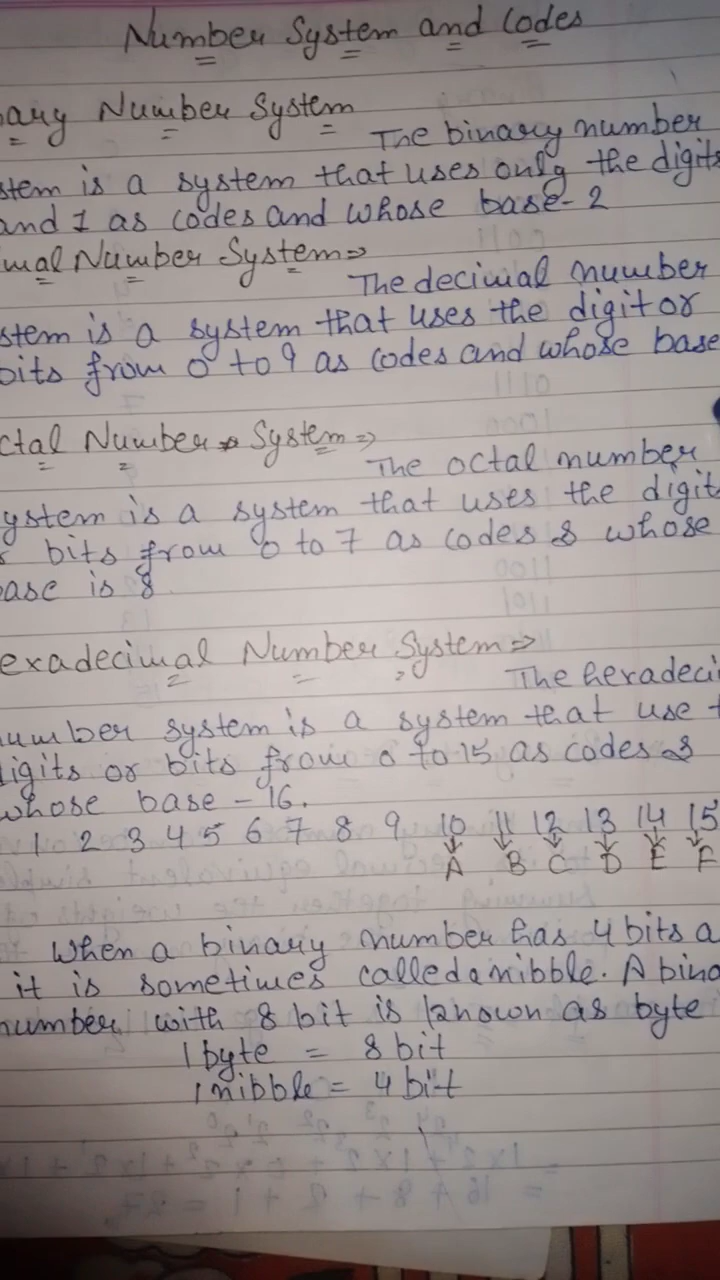 Number System and Codes
ary Number System
The binary number
stem is a system that uses only the digits
and 1 as codes and whose base-2
mal Number System⇒
The decimal number
stem is a system that uses the digit or
bits from 0 to 9 as codes and whose base
ctal Number System⇒
The octal number
ystem is a system that uses the digit
bits from 0 to 7 as codes & whose
ase is 8
exadecimal Number System⇒
The hexadeci
number system is a system that use t
digits or bits from 0 to 15 as codes &
whose base - 16.
1 2 3 4 5 6 7 8 9 10 11 12 13 14 15
A B C D E F
When a binary number has 4 bits a
it is sometimes called a nibble. A bina
number with 8 bit is known as byte
1 byte = 8 bit
1 nibble = 4 bit